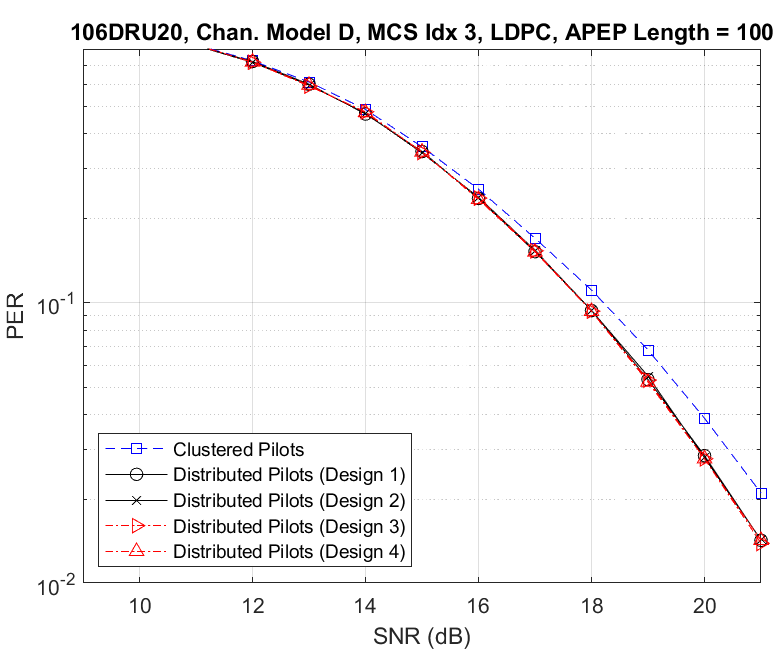 106DRU20, Chan. Model D, MCS Idx 3, LDPC, APEP Length = 100
PER
10-1
10-2
Clustered Pilots
Distributed Pilots (Design 1)
Distributed Pilots (Design 2)
Distributed Pilots (Design 3)
Distributed Pilots (Design 4)
10 12 14 16 18 20
SNR (dB)